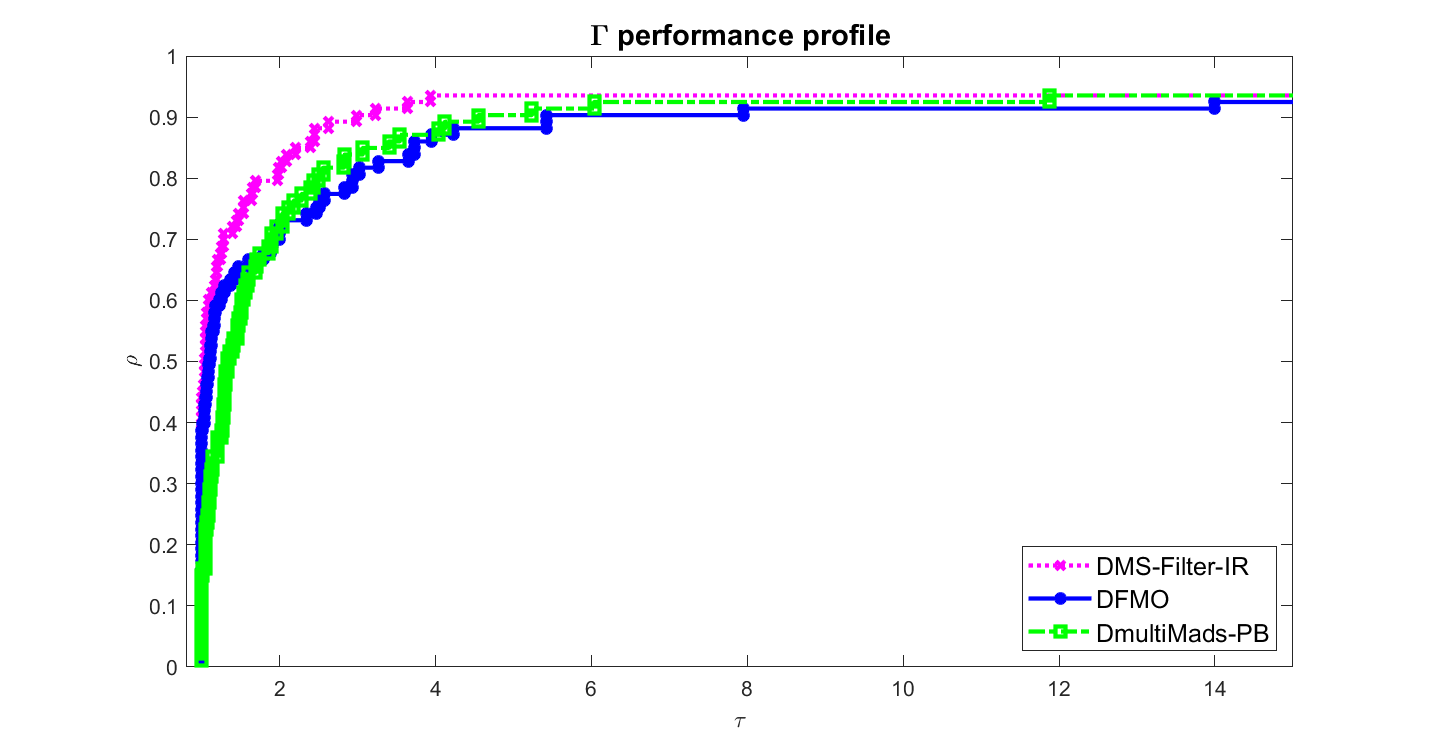 Γ performance profile
1
0.9
0.8
0.7
0.6
0.5
0.4
0.3
0.2
0.1
0
ρ
2 4 6 8 10 12 14
τ
DMS-Filter-IR
DFMO
DmultiMads-PB